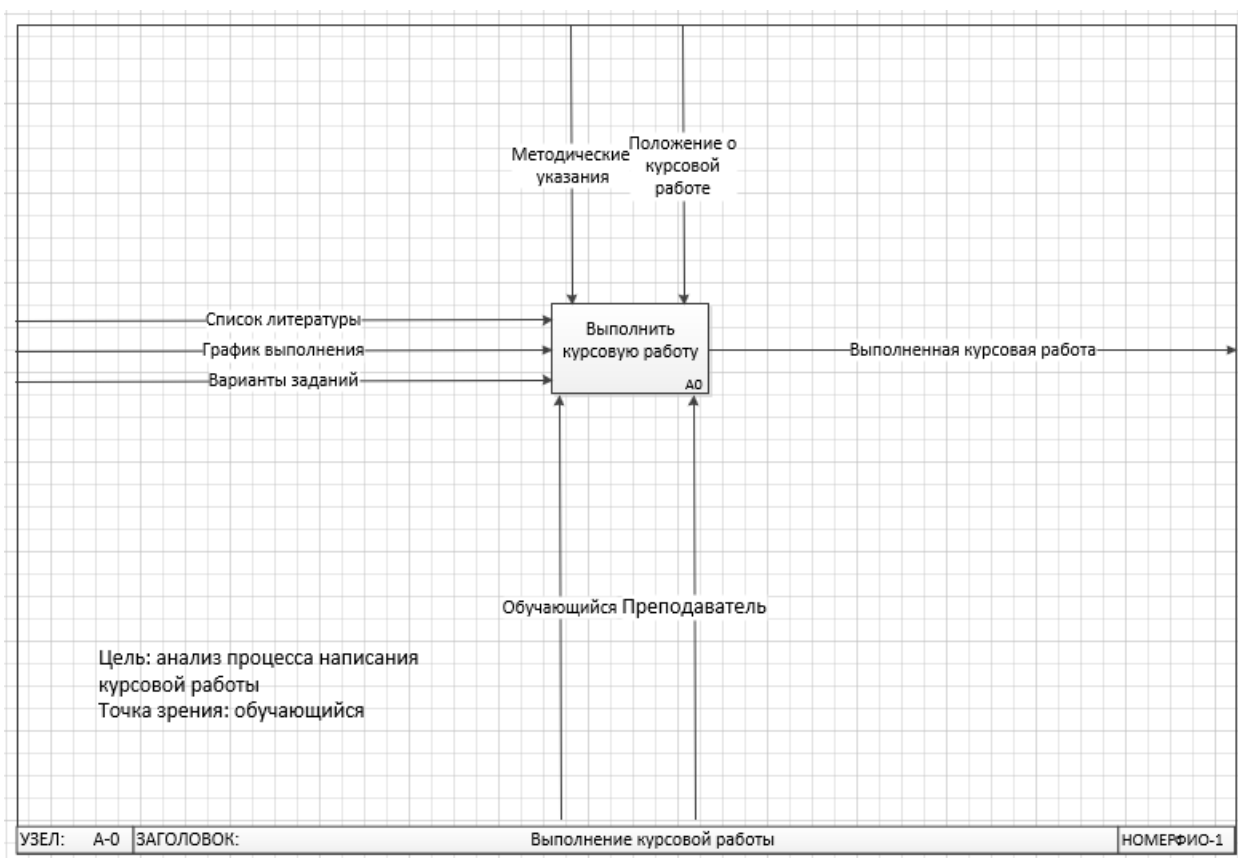 Методические
указания
Положение о
курсовой
работе
Список литературы
График выполнения
Варианты заданий
Выполнить
курсовую работу
A0
Выполненная курсовая работа
Обучающийся
Преподаватель
Цель: анализ процесса написания
курсовой работы
Точка зрения: обучающийся
УЗЕЛ: A-0
ЗАГОЛОВОК:
Выполнение курсовой работы
НОМЕРФИО-1